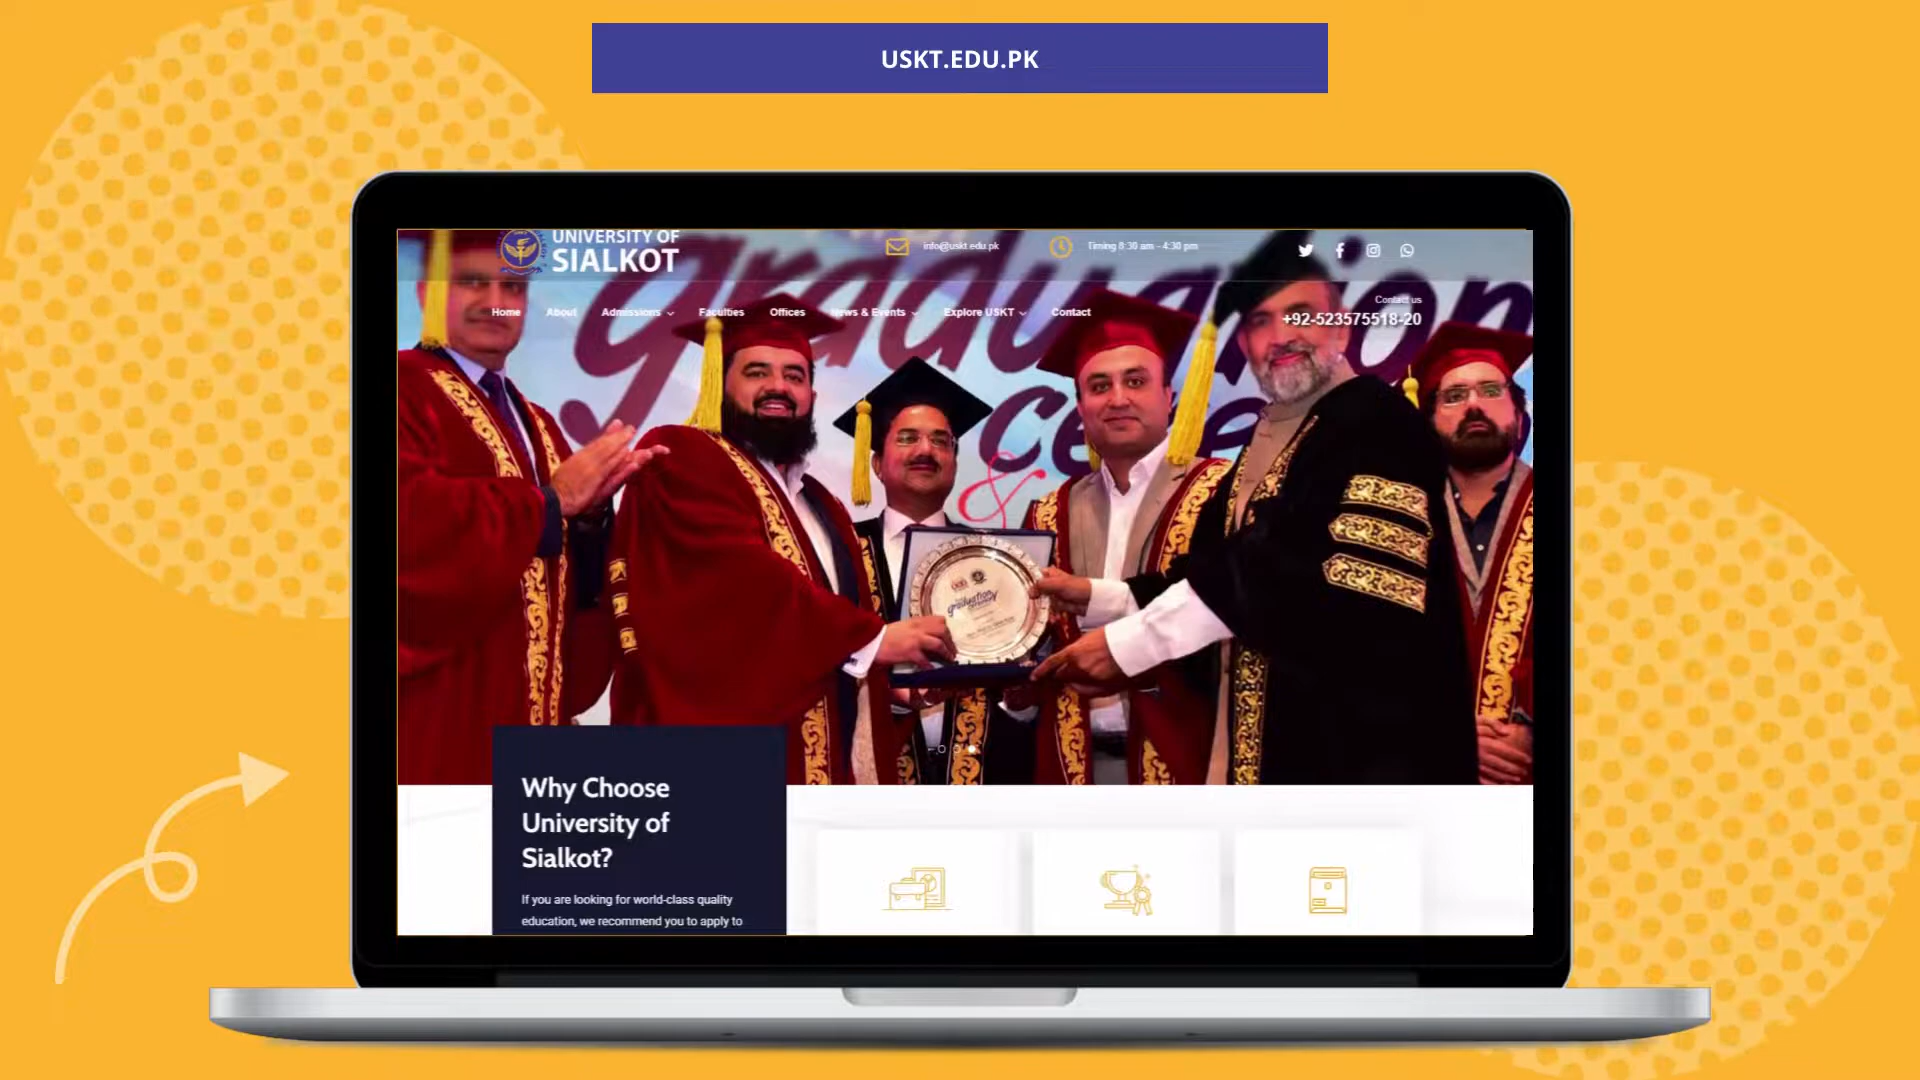 USKT.EDU.PK
UNIVERSITY OF
SIALKOT
info@uskt.edu.pk
Timing 8:30 am - 4:30 pm
Contact us
+92-523575518-20
Home About Admissions Faculties Offices News & Events Explore USKT Contact
graduation
ce
&
graduation
Why Choose
University of
Sialkot?
If you are looking for world-class quality
education, we recommend you to apply to